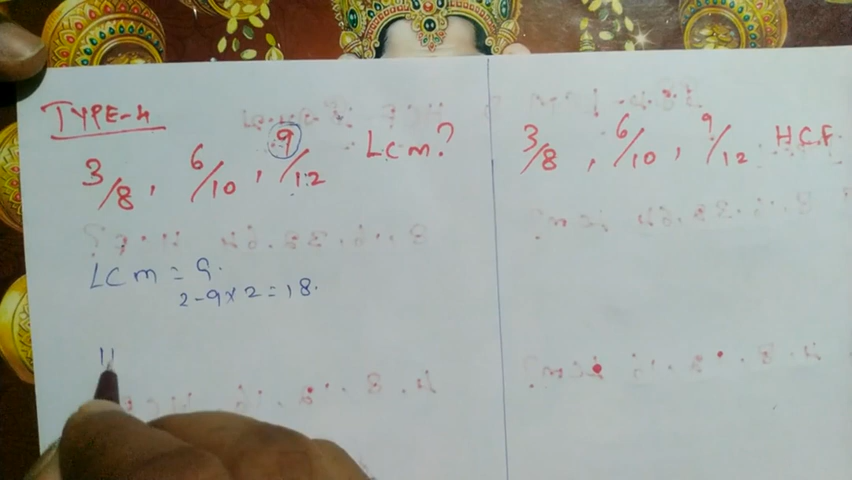 TYPE-4
3/8, 6/10, 9/12 LCM?
LCM = 9.
2-9x2=18.
3/8, 6/10, 9/12 H.C.F.